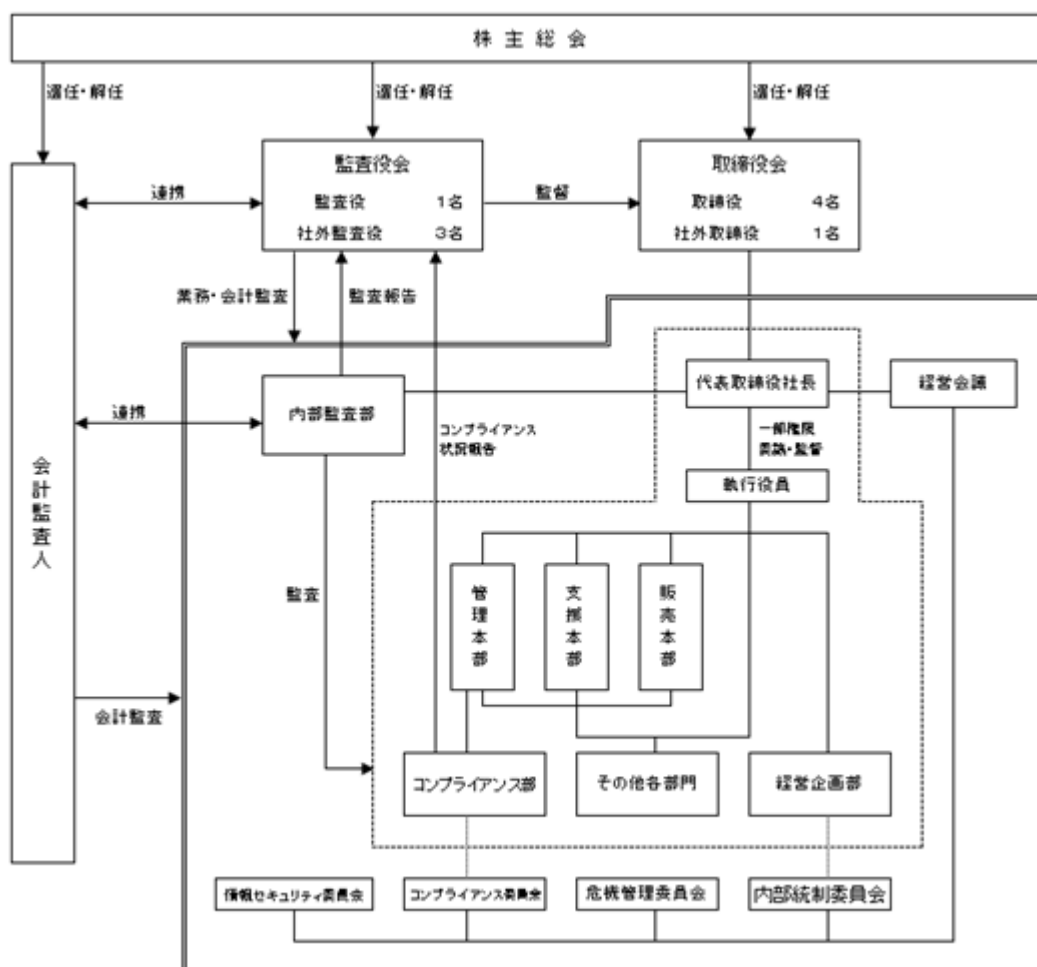 株主総会
選任・解任
選任・解任
選任・解任
監査役会
監査役 1名
社外監査役 3名
取締役会
取締役 4名
社外取締役 1名
連携
監督
業務・会計監査
監査報告
内部監査部
代表取締役社長
経営会議
連携
コンプライアンス
状況報告
一部権限
委譲・監督
執行役員
会計監査人
監査
管理本部
支援本部
販売本部
会計監査
コンプライアンス部
その他各部門
経営企画部
情報セキュリティ委員会
コンプライアンス委員会
危機管理委員会
内部統制委員会